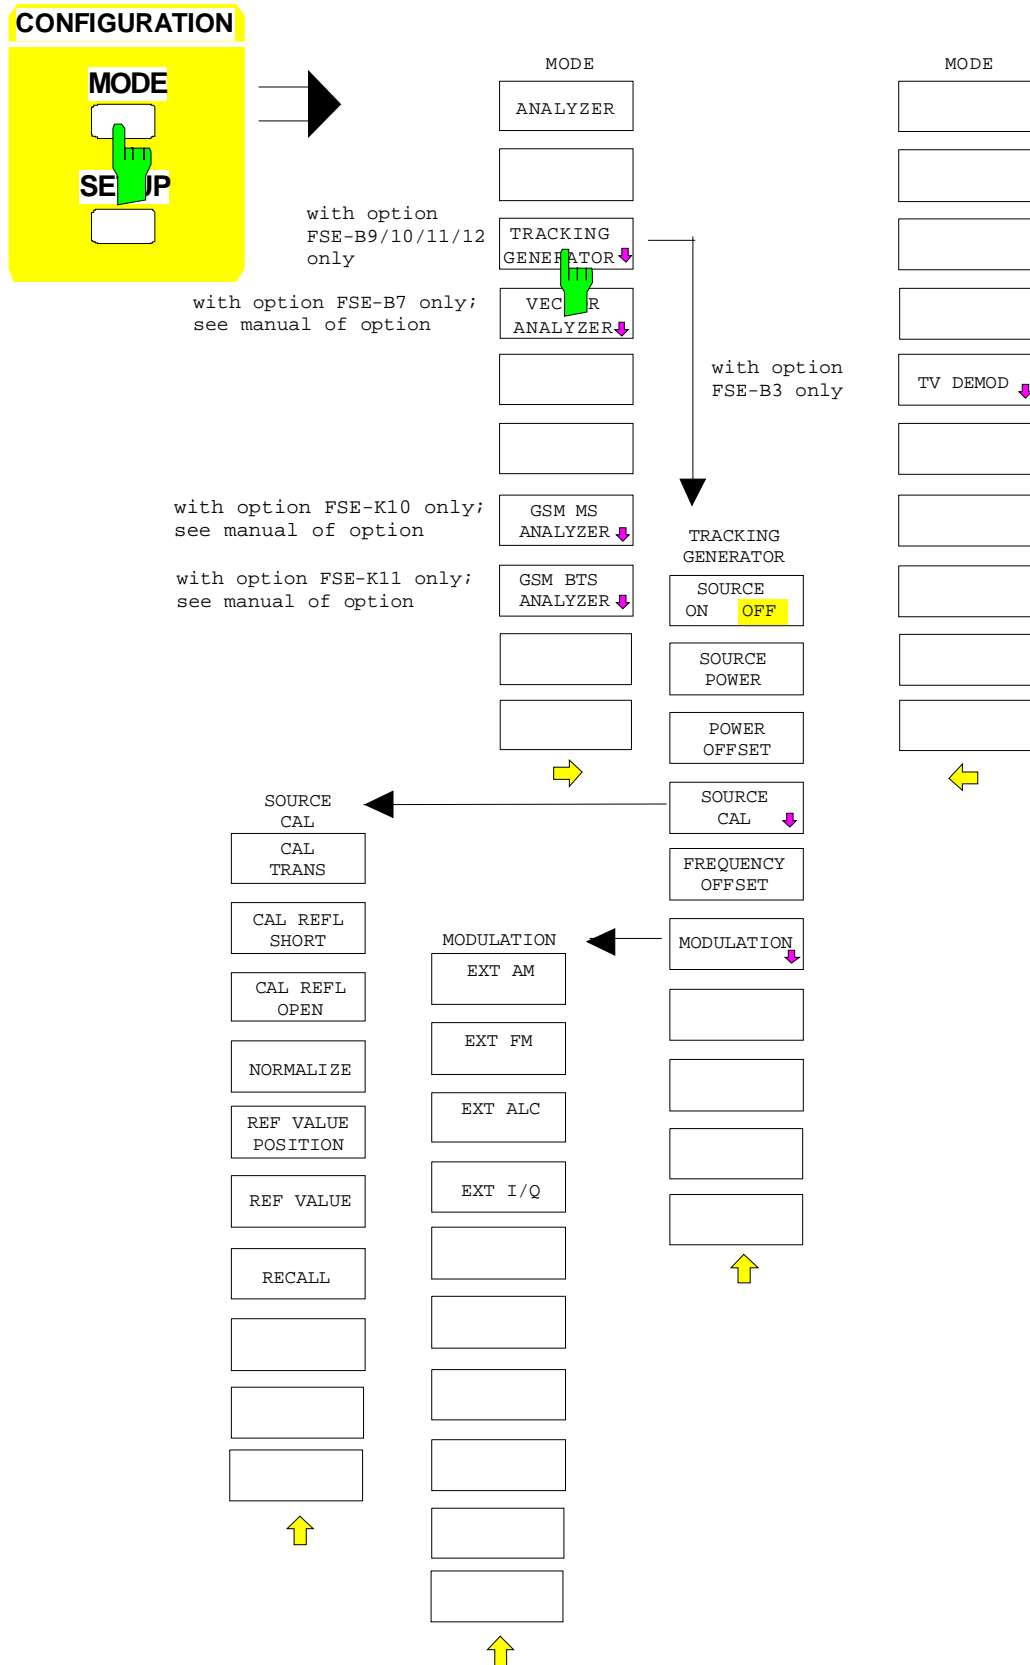 CONFIGURATION
MODE
SETUP
MODE
ANALYZER
with option
FSE-B9/10/11/12
only
TRACKING
GENERATOR
with option FSE-B7 only;
see manual of option
VECTOR
ANALYZER
with option FSE-K10 only;
see manual of option
GSM MS
ANALYZER
with option FSE-K11 only;
see manual of option
GSM BTS
ANALYZER
MODE
with option
FSE-B3 only
TV DEMOD
TRACKING
GENERATOR
SOURCE
ON OFF
SOURCE
POWER
POWER
OFFSET
SOURCE
CAL
FREQUENCY
OFFSET
MODULATION
SOURCE
CAL
CAL
TRANS
CAL REFL
SHORT
CAL REFL
OPEN
NORMALIZE
REF VALUE
POSITION
REF VALUE
RECALL
MODULATION
EXT AM
EXT FM
EXT ALC
EXT I/Q